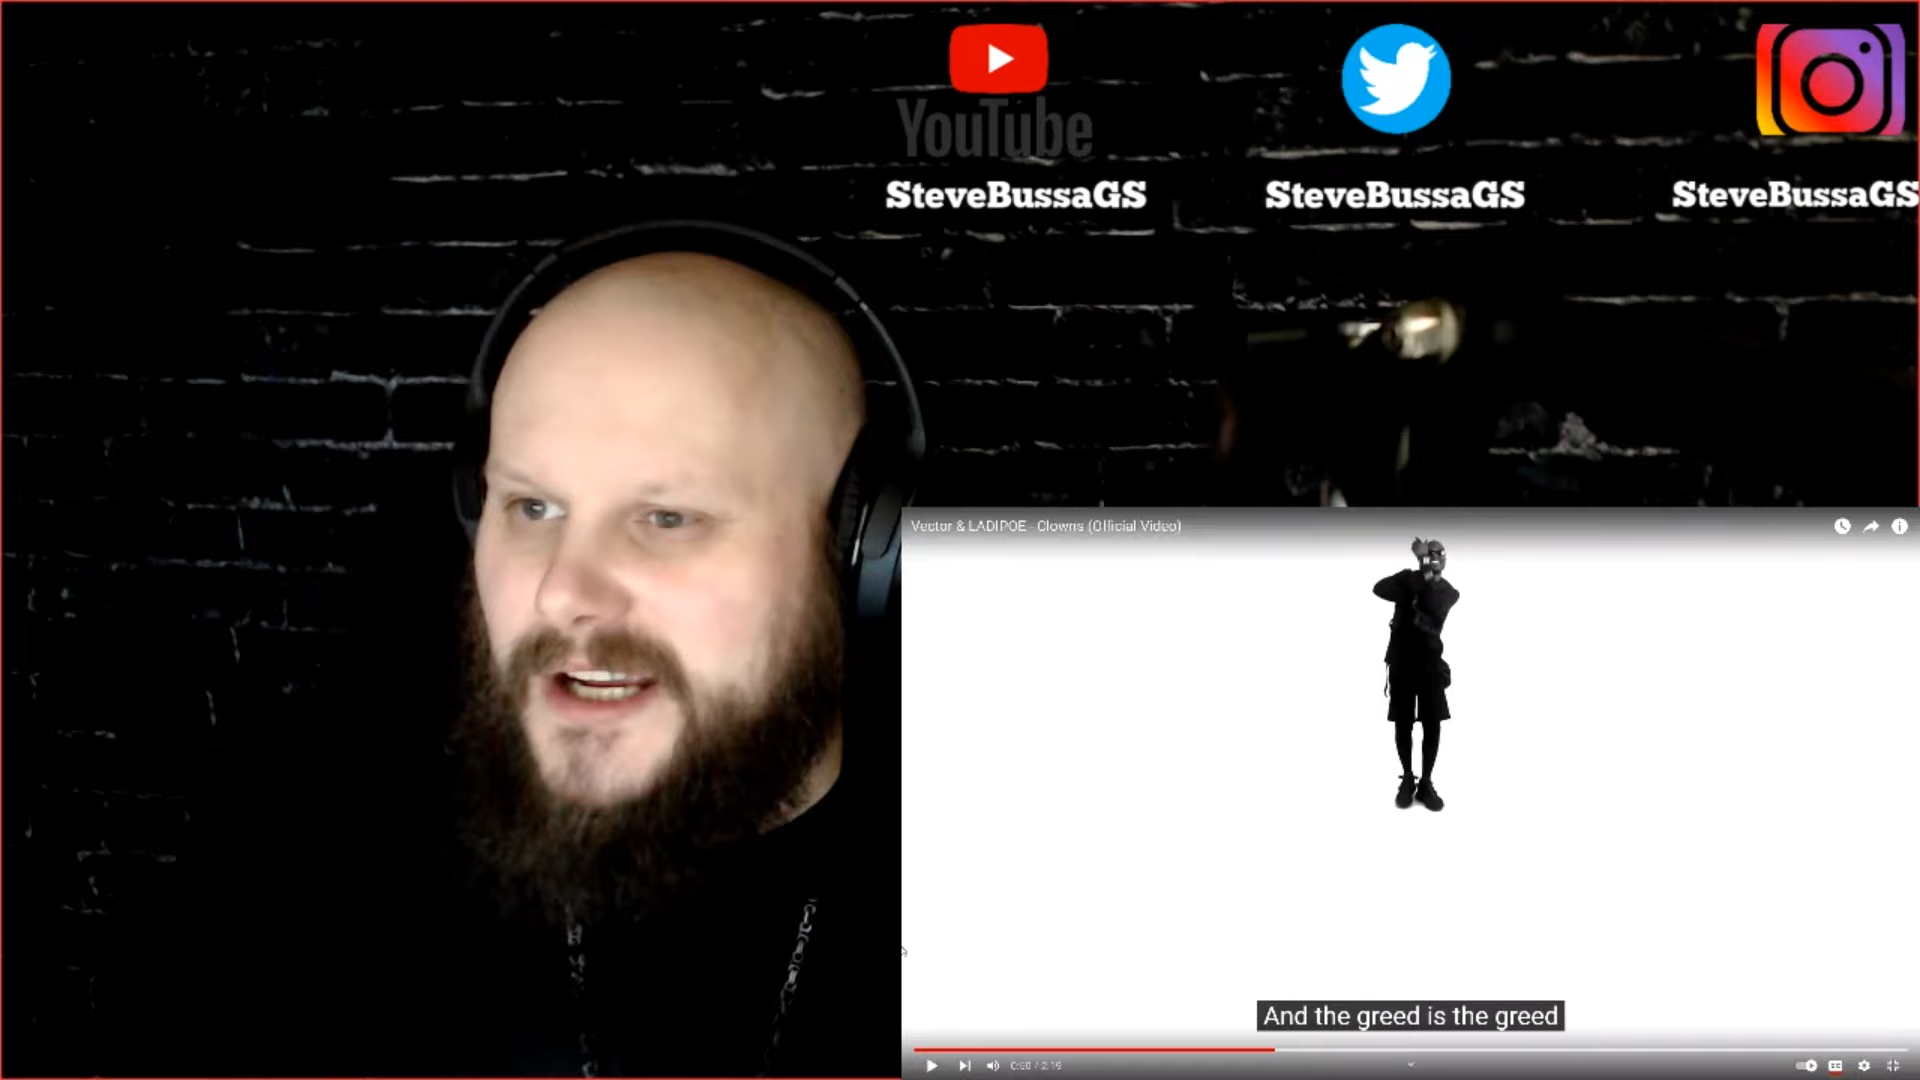 YouTube
SteveBussaGS
SteveBussaGS
SteveBussaGS
Vector & LADIPOE - Clowns (Official Video)
And the greed is the greed